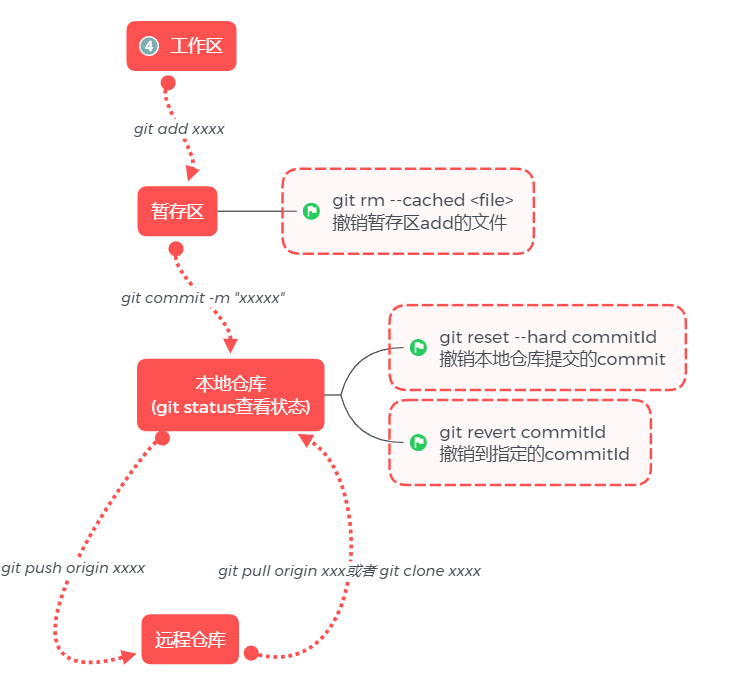 4 工作区
git add xxxx
暂存区
git rm --cached <file>
撤销暂存区add的文件
git commit -m "xxxxx"
本地仓库
(git status查看状态)
git reset --hard commitId
撤销本地仓库提交的commit
git revert commitId
撤销到指定的commitId
git push origin xxxx
git pull origin xxx或者 git clone xxxx
远程仓库